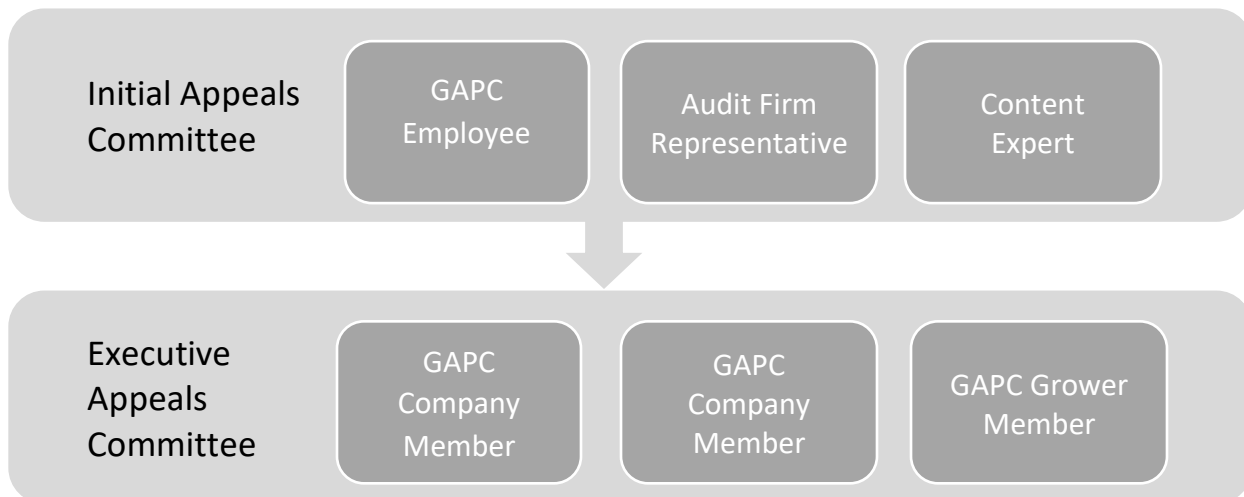 Initial Appeals
Committee
GAPC
Employee
Audit Firm
Representative
Content
Expert
Executive
Appeals
Committee
GAPC
Company
Member
GAPC
Company
Member
GAPC Grower
Member